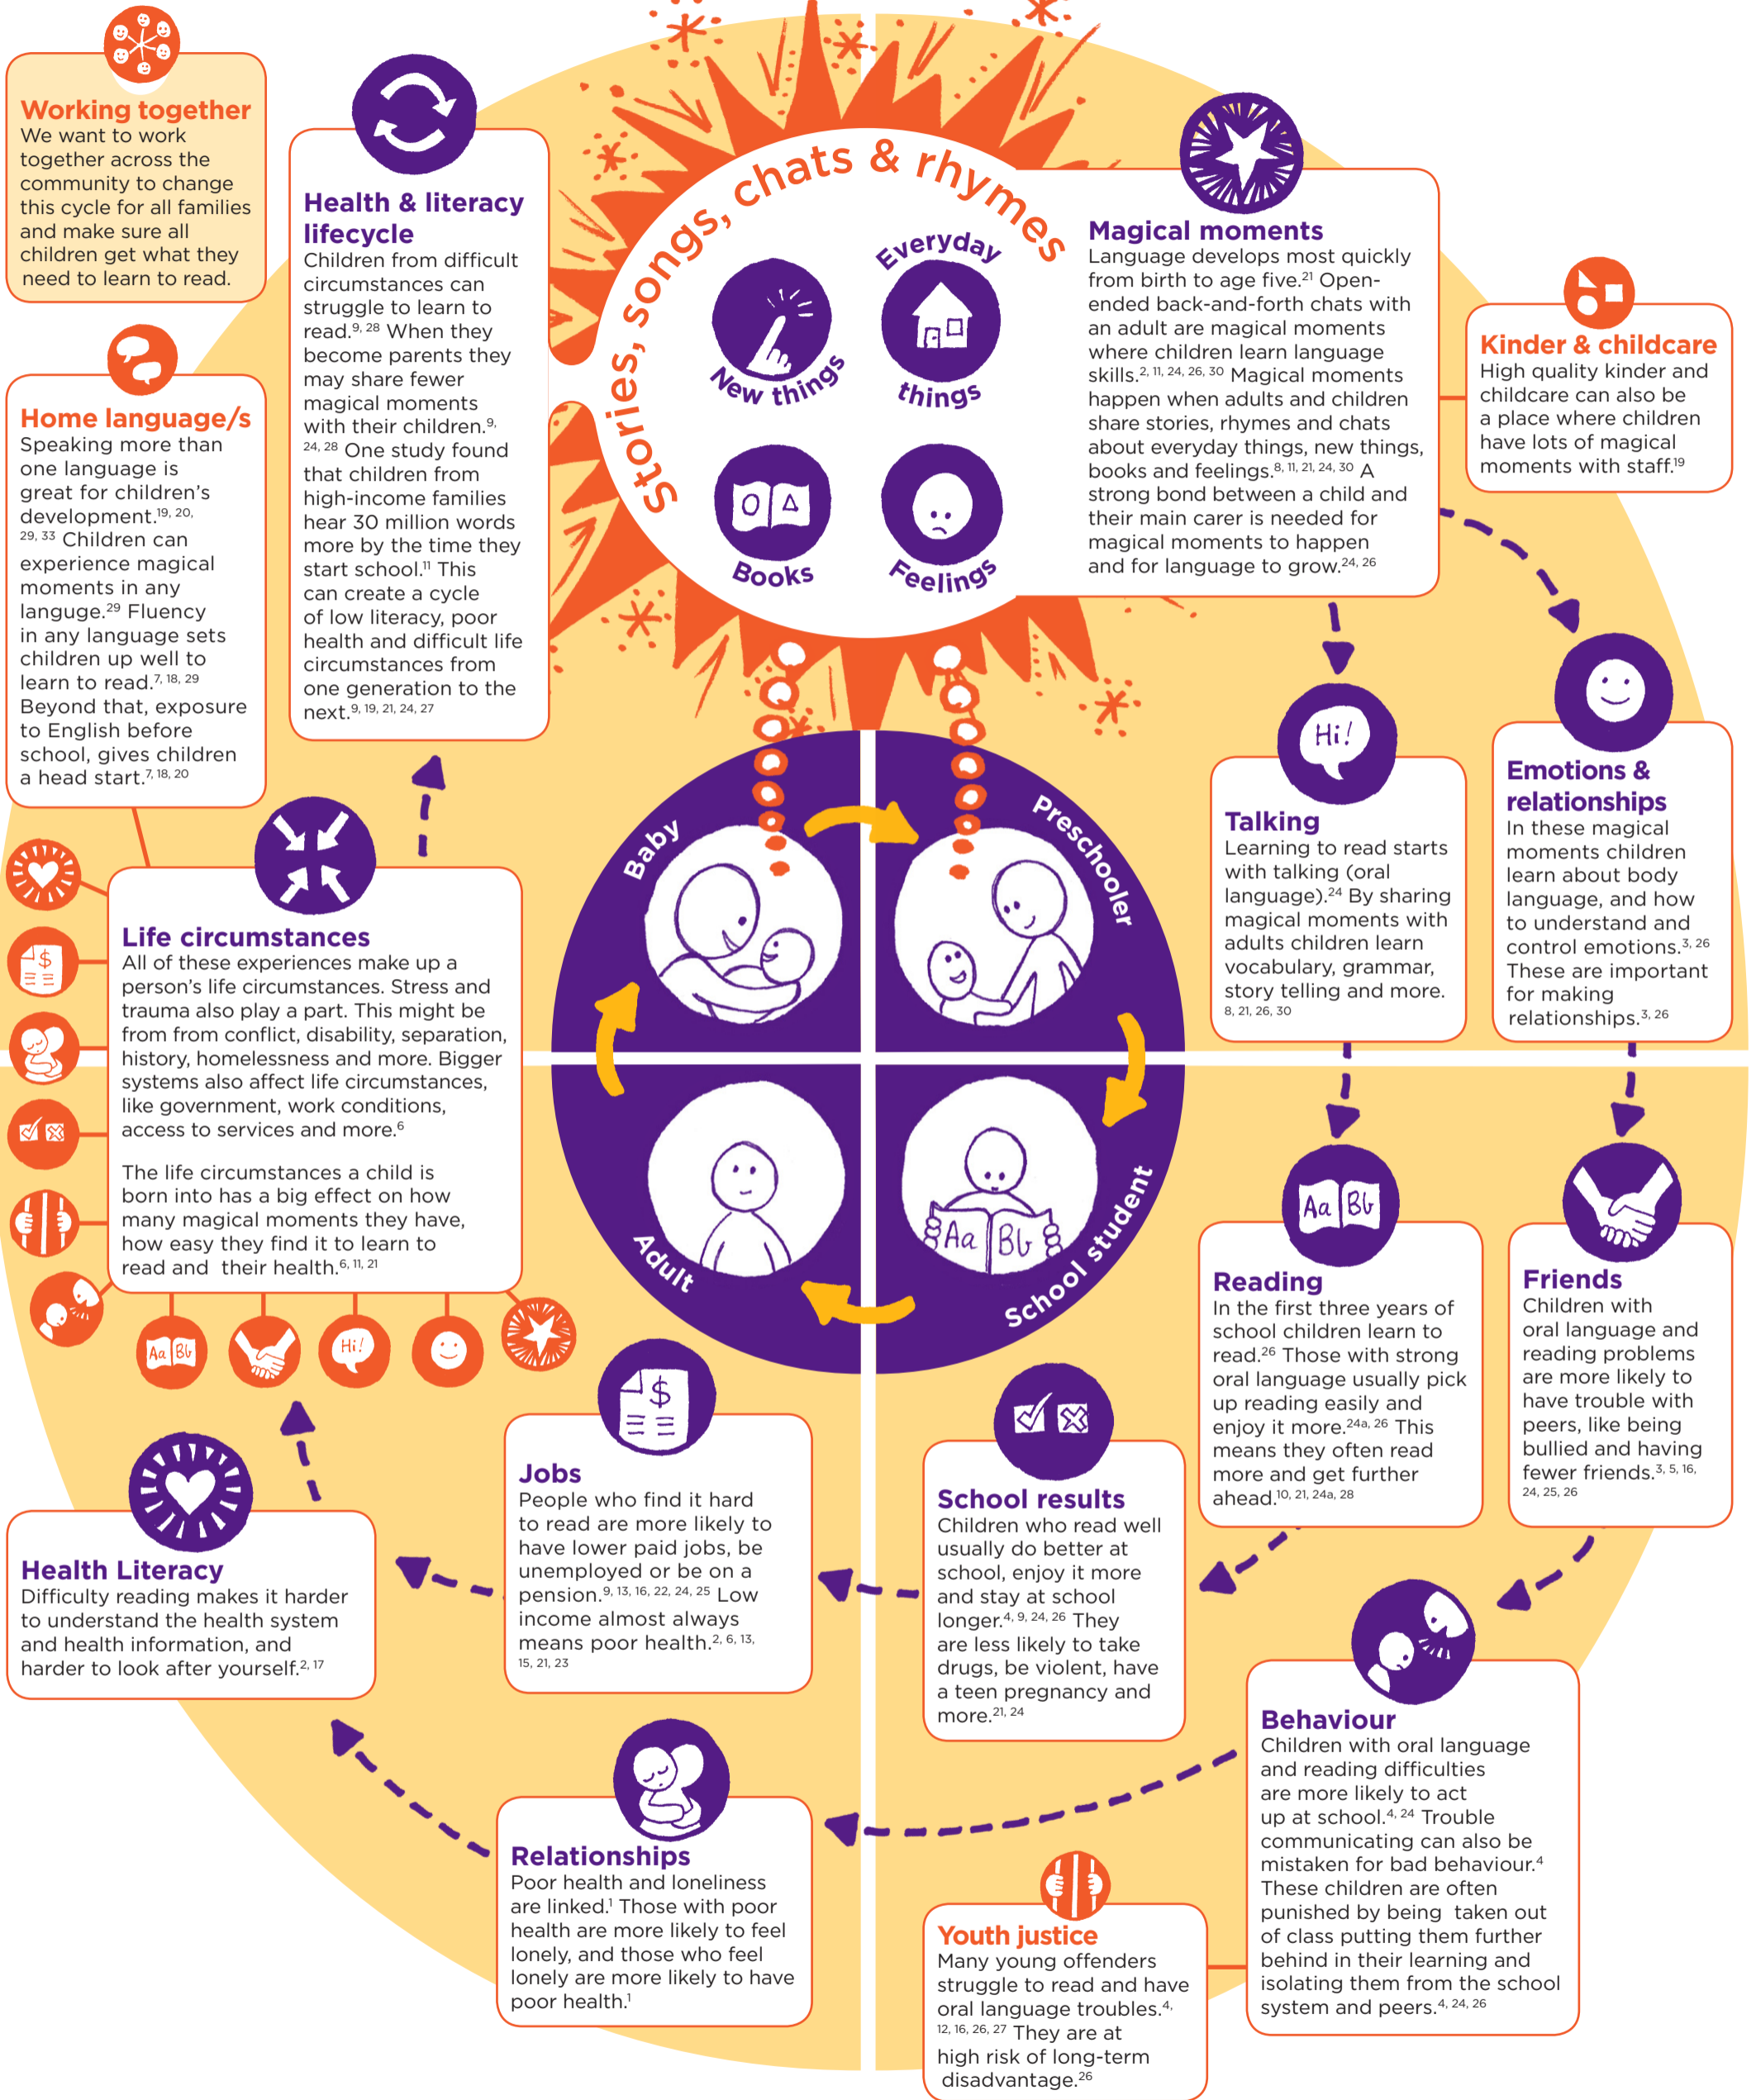 Working together
We want to work
together across the
community to change
this cycle for all families
and make sure all
children get what they
need to learn to read.
Home language/s
Speaking more than
one language is
great for children's
development.19, 20,
29, 33 Children can
experience magical
moments in any
languge.29 Fluency
in any language sets
children up well to
learn to read.7, 18, 29
Beyond that, exposure
to English before
school, gives children
a head start.7, 18, 20
Health & literacy
lifecycle
Children from difficult
circumstances can
struggle to learn to
read.9, 28 When they
become parents they
may share fewer
magical moments
with their children.9,
24, 28 One study found
that children from
high-income families
hear 30 million words
more by the time they
start school.11 This
can create a cycle
of low literacy, poor
health and difficult life
circumstances from
one generation to the
next.9, 19, 21, 24, 27
Stories, songs, chats & rhymes
New things
Everyday
things
Books
Feelings
Magical moments
Language develops most quickly
from birth to age five.21 Open-
ended back-and-forth chats with
an adult are magical moments
where children learn language
skills.2, 11, 24, 26, 30 Magical moments
happen when adults and children
share stories, rhymes and chats
about everyday things, new things,
books and feelings.8, 11, 21, 24, 30 A
strong bond between a child and
their main carer is needed for
magical moments to happen
and for language to grow.24, 26
Kinder & childcare
High quality kinder and
childcare can also be
a place where children
have lots of magical
moments with staff.19
Hi!
Talking
Learning to read starts
with talking (oral
language).24 By sharing
magical moments with
adults children learn
vocabulary, grammar,
story telling and more.
8, 21, 26, 30
Emotions &
relationships
In these magical
moments children
learn about body
language, and how
to understand and
control emotions.3, 26
These are important
for making
relationships.3, 26
Baby
Preschooler
School student
Adult
Aa Bb
Life circumstances
All of these experiences make up a
person's life circumstances. Stress and
trauma also play a part. This might be
from from conflict, disability, separation,
history, homelessness and more. Bigger
systems also affect life circumstances,
like government, work conditions,
access to services and more.6
The life circumstances a child is
born into has a big effect on how
many magical moments they have,
how easy they find it to learn to
read and their health.6, 11, 21
$
Aa Bb
Hi!
Aa Bb
Reading
In the first three years of
school children learn to
read.26 Those with strong
oral language usually pick
up reading easily and
enjoy it more.24a, 26 This
means they often read
more and get further
ahead.10, 21, 24a, 28
Friends
Children with
oral language and
reading problems
are more likely to
have trouble with
peers, like being
bullied and having
fewer friends.3, 5, 16,
24, 25, 26
School results
Children who read well
usually do better at
school, enjoy it more
and stay at school
longer.4, 9, 24, 26 They
are less likely to take
drugs, be violent, have
a teen pregnancy and
more.21, 24
$
Jobs
People who find it hard
to read are more likely to
have lower paid jobs, be
unemployed or be on a
pension.9, 13, 16, 22, 24, 25 Low
income almost always
means poor health.2, 6, 13,
15, 21, 23
Health Literacy
Difficulty reading makes it harder
to understand the health system
and health information, and
harder to look after yourself.2, 17
Behaviour
Children with oral language
and reading difficulties
are more likely to act
up at school.4, 24 Trouble
communicating can also be
mistaken for bad behaviour.4
These children are often
punished by being taken out
of class putting them further
behind in their learning and
isolating them from the school
system and peers.4, 24, 26
Relationships
Poor health and loneliness
are linked.1 Those with poor
health are more likely to feel
lonely, and those who feel
lonely are more likely to have
poor health.1
Youth justice
Many young offenders
struggle to read and have
oral language troubles.4,
12, 16, 26, 27 They are at
high risk of long-term
disadvantage.26